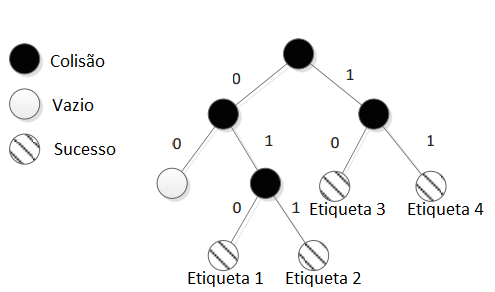 Colisão
Vazio
Sucesso
0
1
0
1
0
1
0
1
Etiqueta 3
Etiqueta 4
Etiqueta 1
Etiqueta 2